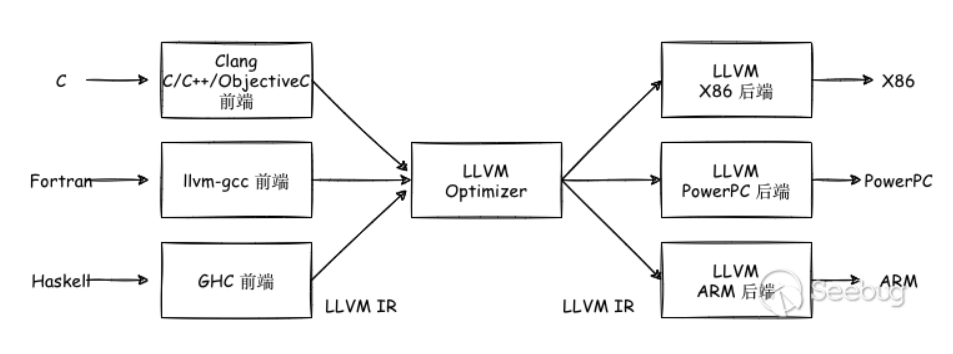 C
Clang
C/C++/ObjectiveC
前端
LLVM
X86 后端
X86
Fortran
llvm-gcc 前端
LLVM
Optimizer
LLVM
PowerPC 后端
PowerPC
Haskell
GHC 前端
LLVM IR
LLVM IR
LLVM
ARM 后端
ARM
Seebug